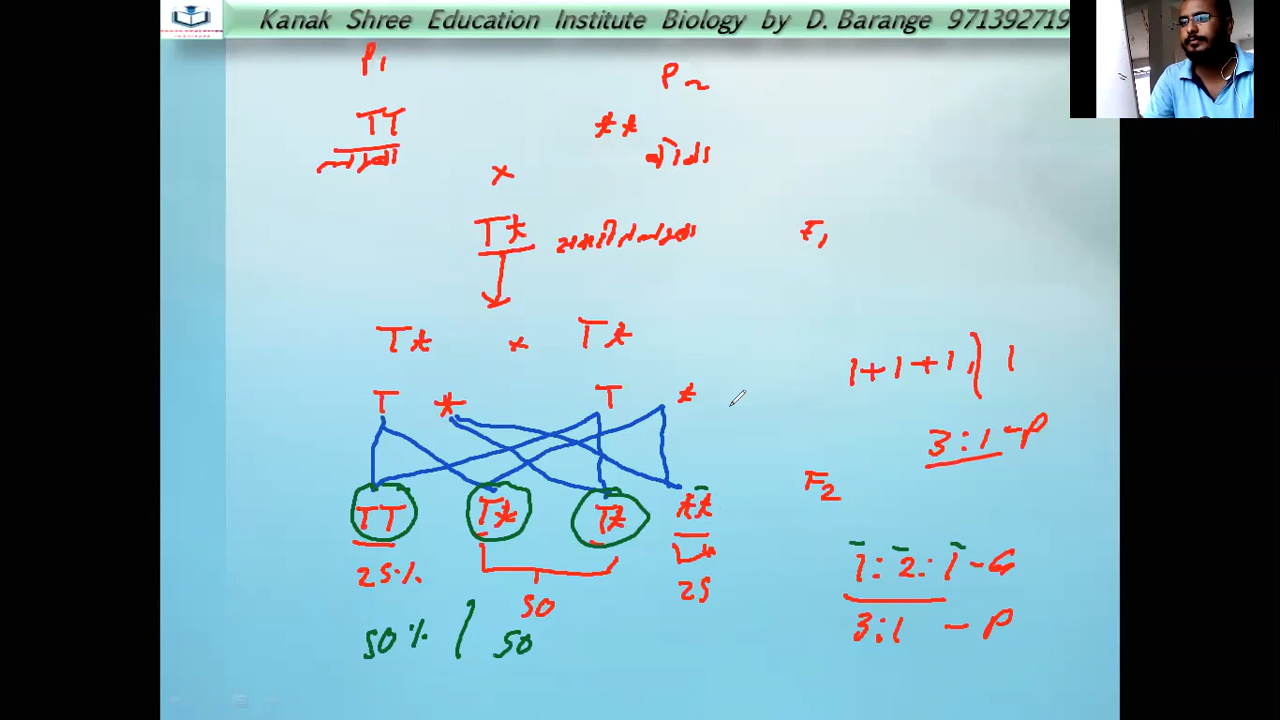 Kanak Shree Education Institute Biology by D. Barange 971392719
P1
P2
TT
tt
बौना
x
Tt
F1
Tt x Tt
T t T t
1+1+1, ) 1
3:1 - P
F2
TT Tt Tt tt
25% 50 25
1:2:1 - G
3:1 - P
50% / 50